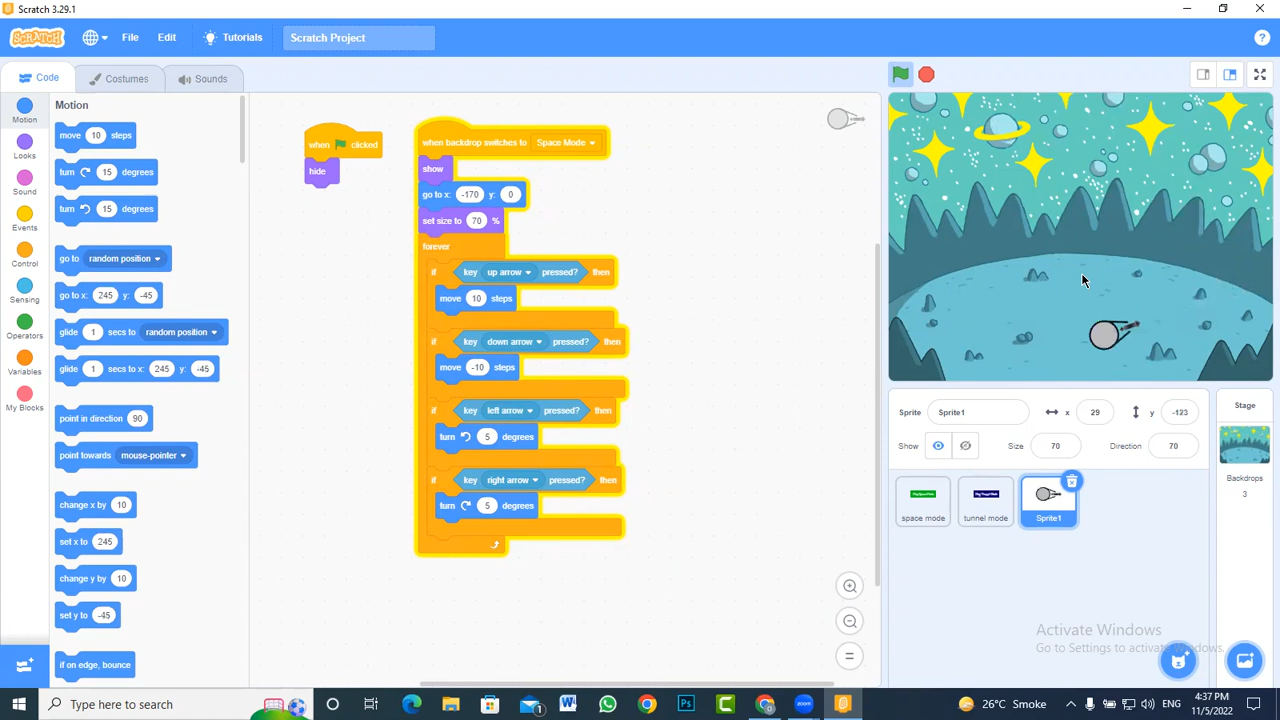 Scratch 3.29.1
SCRATCH
File
Edit
Tutorials
Scratch Project
?
Code
Costumes
Sounds
Motion
Looks
Sound
Events
Control
Sensing
Operators
Variables
My Blocks
Motion
move 10 steps
turn 15 degrees
turn 15 degrees
go to random position
go to x: 245 y: -45
glide 1 secs to random position
glide 1 secs to x: 245 y: -45
point in direction 90
point towards mouse-pointer
change x by 10
set x to 245
change y by 10
set y to -45
if on edge, bounce
when clicked
hide
when backdrop switches to Space Mode
show
go to x: -170 y: 0
set size to 70 %
forever
if key up arrow pressed? then
move 10 steps
if key down arrow pressed? then
move -10 steps
if key left arrow pressed? then
turn 5 degrees
if key right arrow pressed? then
turn 5 degrees
Sprite Sprite1 x 29 y -123
Show Size 70 Direction 70
space mode
tunnel mode
Sprite1
Stage
Backdrops
3
Activate Windows
Go to Settings to activate Windows.
Type here to search
1
26°C Smoke
ENG
4:37 PM
11/5/2022